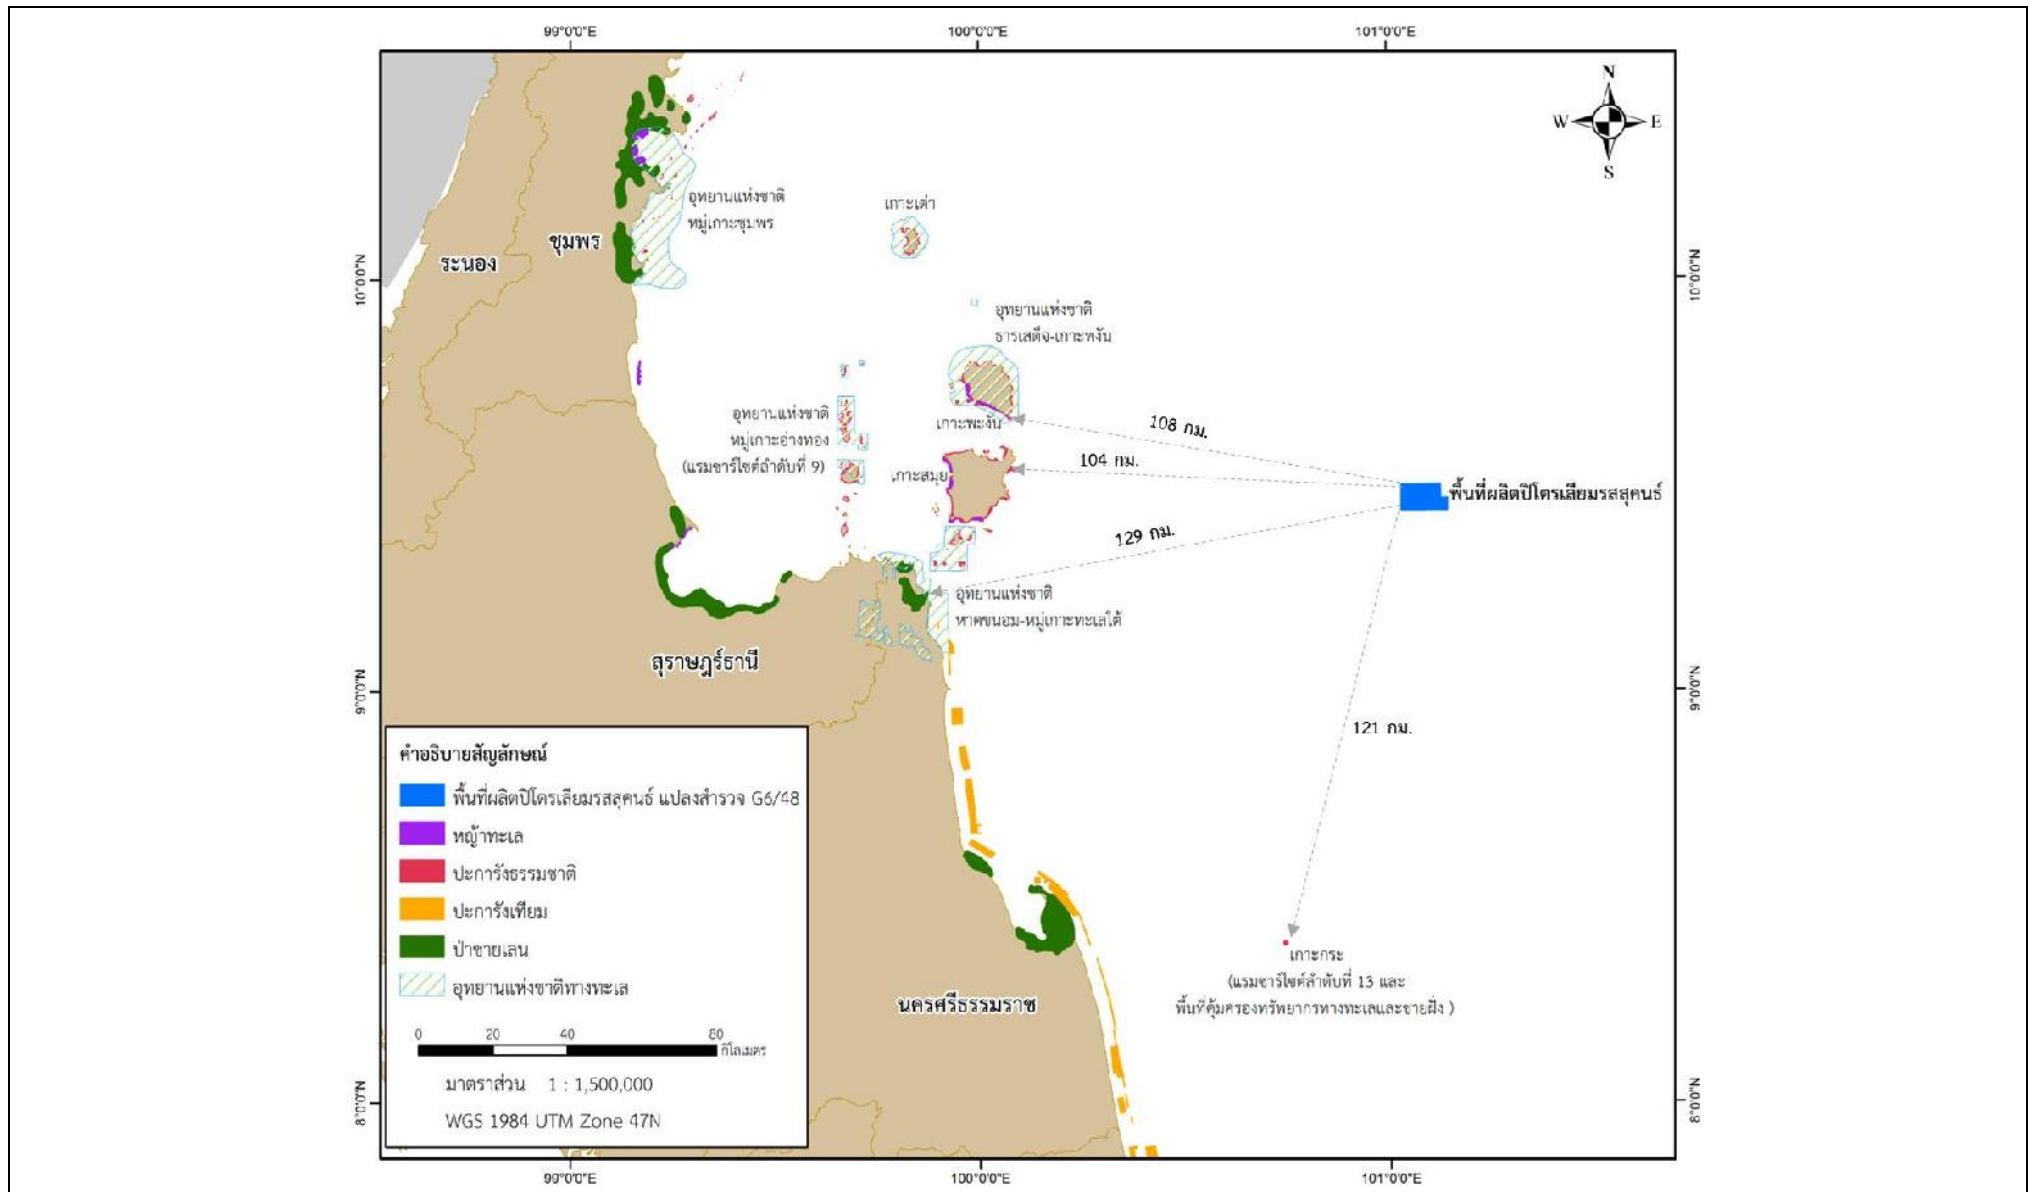 99°0'0"E
100°0'0"E
101°0'0"E
N
W
E
S
10°0'0"N
10°0'0"N
9°0'0"N
9°0'0"N
8°0'0"N
8°0'0"N
ระนอง
ชุมพร
อุทยานแห่งชาติ
หมู่เกาะชุมพร
เกาะเต่า
อุทยานแห่งชาติ
ธารเสด็จ-เกาะพงัน
เกาะพะงัน
อุทยานแห่งชาติ
หมู่เกาะอ่างทอง
(แรมซาร์ไซต์ลำดับที่ 9)
เกาะสมุย
108 กม.
104 กม.
129 กม.
121 กม.
พื้นที่ผลิตปิโตรเลียมรสสุคนธ์
อุทยานแห่งชาติ
หาดขนอม-หมู่เกาะทะเลใต้
สุราษฎร์ธานี
นครศรีธรรมราช
เกาะกระ
(แรมซาร์ไซต์ลำดับที่ 13 และ
พื้นที่คุ้มครองทรัพยากรทางทะเลและชายฝั่ง )
คำอธิบายสัญลักษณ์
พื้นที่ผลิตปิโตรเลียมรสสุคนธ์ แปลงสำรวจ G6/48
หญ้าทะเล
ปะการังธรรมชาติ
ปะการังเทียม
ป่าชายเลน
อุทยานแห่งชาติทางทะเล
0 20 40 80
กิโลเมตร
มาตราส่วน 1 : 1,500,000
WGS 1984 UTM Zone 47N
99°0'0"E
100°0'0"E
101°0'0"E